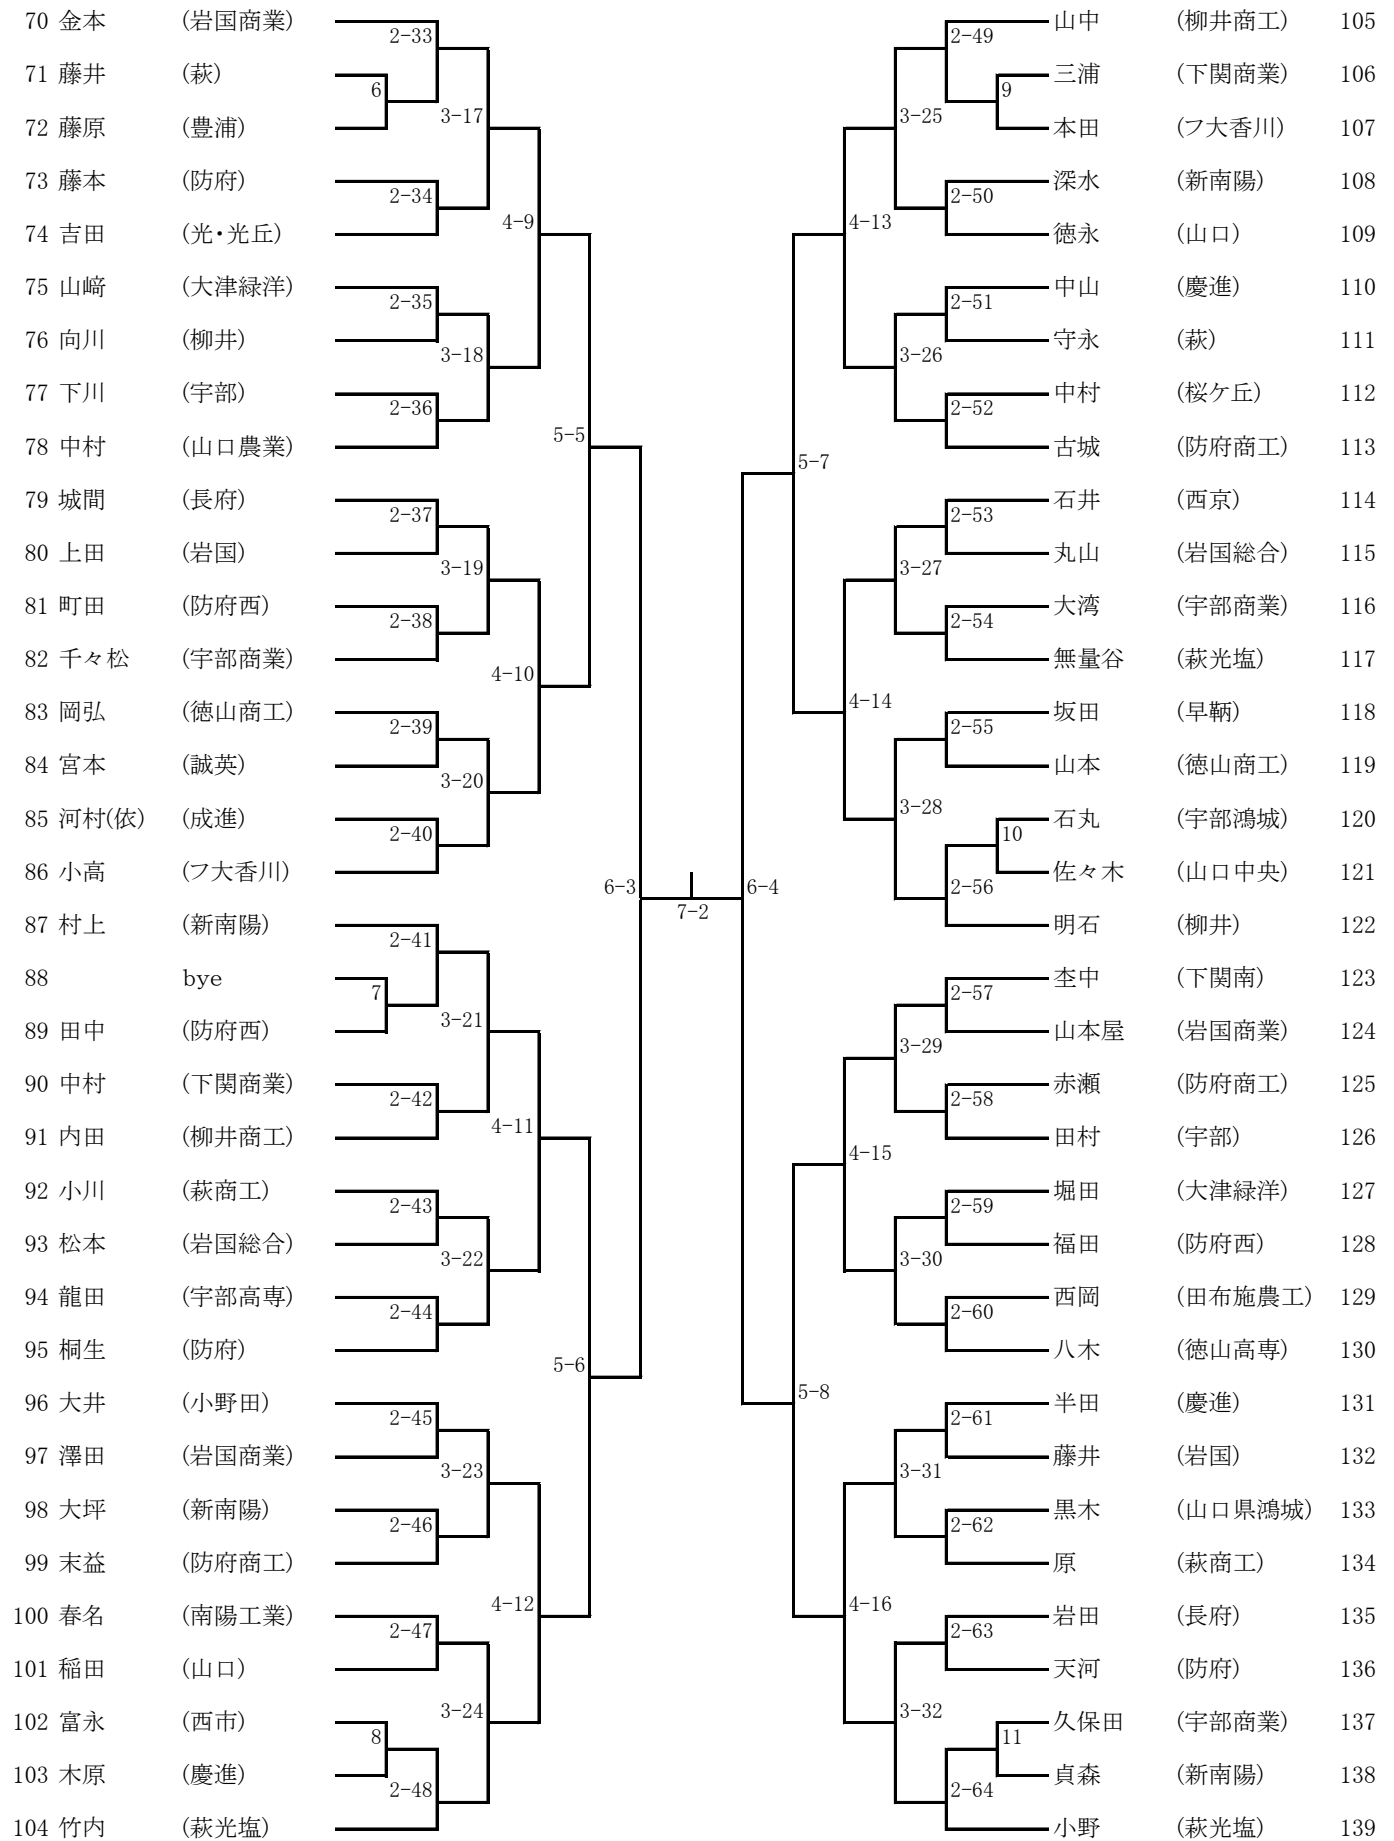 70 金本 (岩国商業)
71 藤井 (萩)
72 藤原 (豊浦)
73 藤本 (防府)
74 吉田 (光・光丘)
75 山﨑 (大津緑洋)
76 向川 (柳井)
77 下川 (宇部)
78 中村 (山口農業)
79 城間 (長府)
80 上田 (岩国)
81 町田 (防府西)
82 千々松 (宇部商業)
83 岡弘 (徳山商工)
84 宮本 (誠英)
85 河村(依) (成進)
86 小高 (フ大香川)
87 村上 (新南陽)
88 bye
89 田中 (防府西)
90 中村 (下関商業)
91 内田 (柳井商工)
92 小川 (萩商工)
93 松本 (岩国総合)
94 龍田 (宇部高専)
95 桐生 (防府)
96 大井 (小野田)
97 澤田 (岩国商業)
98 大坪 (新南陽)
99 末益 (防府商工)
100 春名 (南陽工業)
101 稲田 (山口)
102 富永 (西市)
103 木原 (慶進)
104 竹内 (萩光塩)
2-33
6
3-17
2-34
4-9
2-35
3-18
2-36
5-5
2-37
3-19
2-38
4-10
2-39
3-20
2-40
6-3
7-2
2-41
7
3-21
2-42
4-11
2-43
3-22
2-44
5-6
2-45
3-23
2-46
4-12
2-47
3-24
8
2-48
2-49
9
3-25
2-50
4-13
2-51
3-26
2-52
5-7
2-53
3-27
2-54
4-14
2-55
3-28
10
2-56
6-4
2-57
3-29
2-58
4-15
2-59
3-30
2-60
5-8
2-61
3-31
2-62
4-16
2-63
3-32
11
2-64
山中 (柳井商工) 105
三浦 (下関商業) 106
本田 (フ大香川) 107
深水 (新南陽) 108
徳永 (山口) 109
中山 (慶進) 110
守永 (萩) 111
中村 (桜ケ丘) 112
古城 (防府商工) 113
石井 (西京) 114
丸山 (岩国総合) 115
大湾 (宇部商業) 116
無量谷 (萩光塩) 117
坂田 (早鞆) 118
山本 (徳山商工) 119
石丸 (宇部鴻城) 120
佐々木 (山口中央) 121
明石 (柳井) 122
杢中 (下関南) 123
山本屋 (岩国商業) 124
赤瀬 (防府商工) 125
田村 (宇部) 126
堀田 (大津緑洋) 127
福田 (防府西) 128
西岡 (田布施農工) 129
八木 (徳山高専) 130
半田 (慶進) 131
藤井 (岩国) 132
黒木 (山口県鴻城) 133
原 (萩商工) 134
岩田 (長府) 135
天河 (防府) 136
久保田 (宇部商業) 137
貞森 (新南陽) 138
小野 (萩光塩) 139